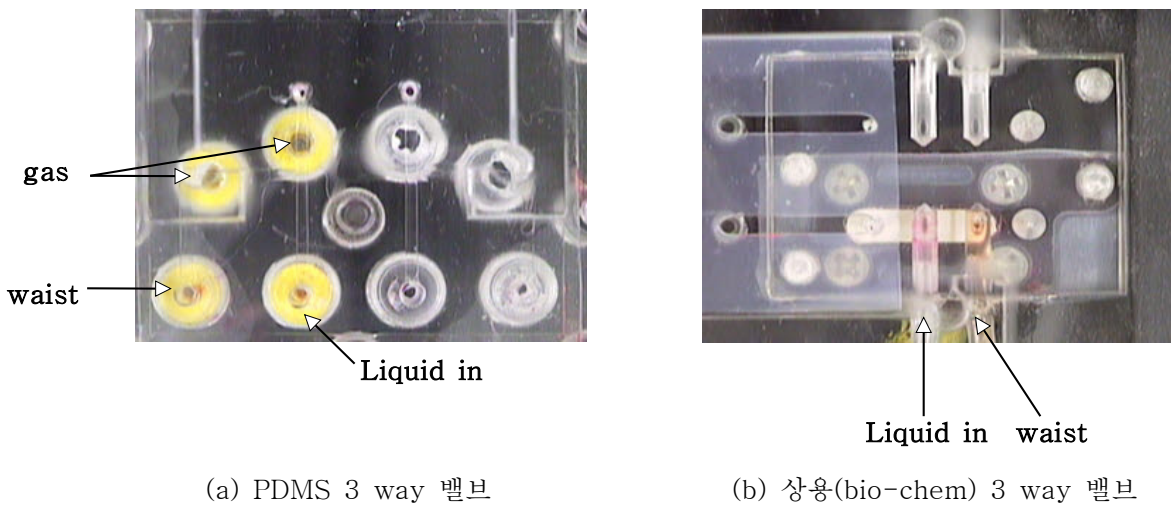 gas
waist
Liquid in
Liquid in waist
(a) PDMS 3 way 밸브
(b) 상용(bio-chem) 3 way 밸브